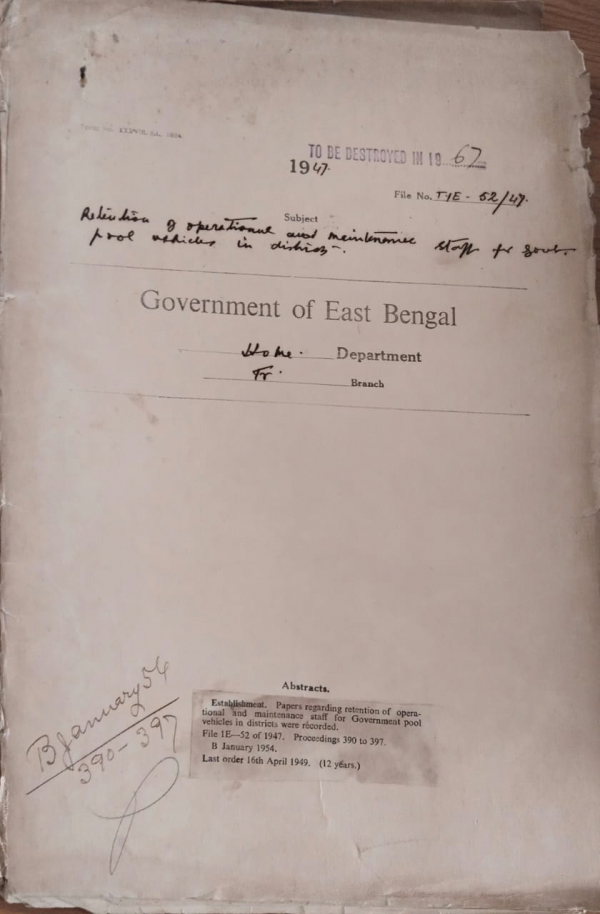 TO BE DESTROYED IN 19 67
1947.
File No. T1E - 52/47.
Subject
Retention of operational and maintenance staff for Govt.
pool vehicles in districts.
Government of East Bengal
Home. Department
Tr. Branch
Abstracts.
Establishment. Papers regarding retention of opera-
tional and maintenance staff for Government pool
vehicles in districts were recorded.
File 1E—52 of 1947. Proceedings 390 to 397.
B January 1954.
Last order 16th April 1949. (12 years.)
B January 54
390 - 397